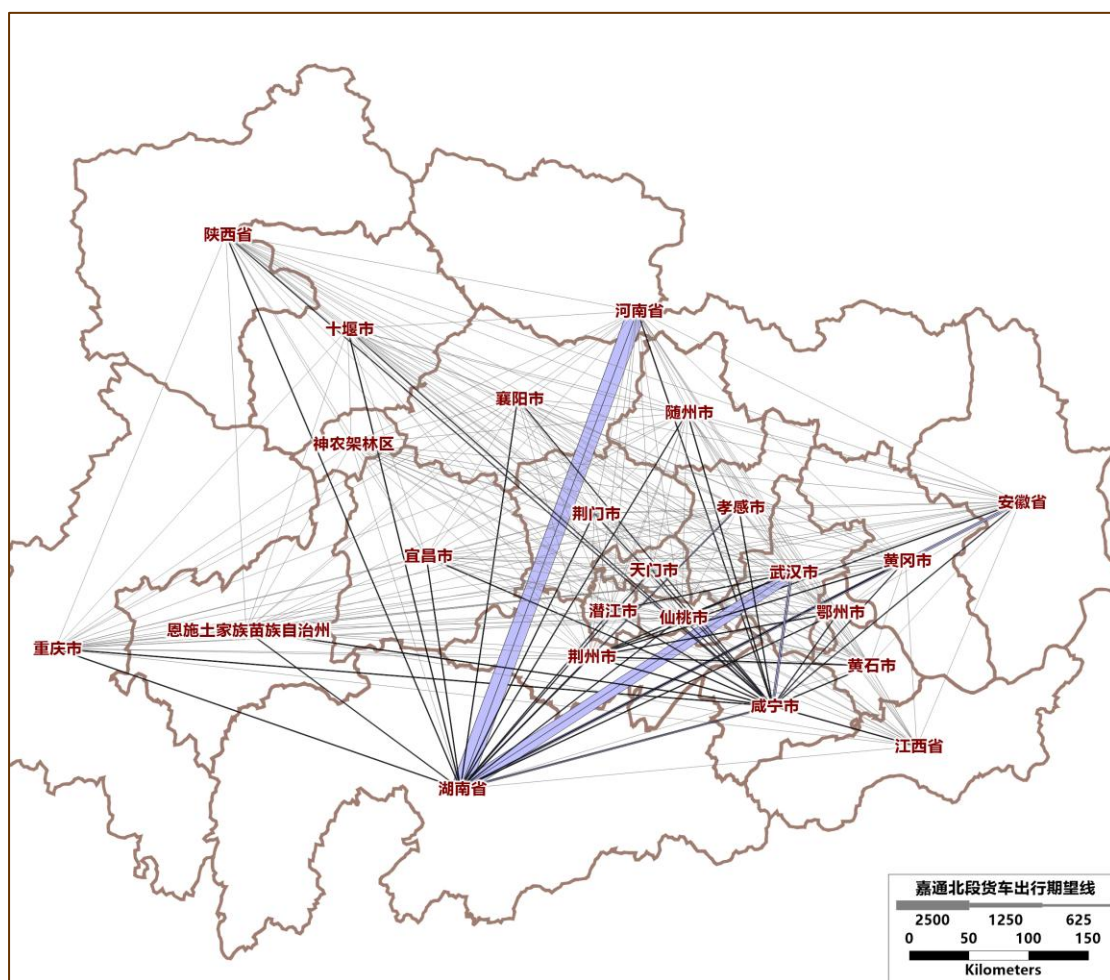 陕西省
河南省
十堰市
襄阳市
随州市
神农架林区
安徽省
荆门市
孝感市
宜昌市
黄冈市
天门市
武汉市
潜江市
仙桃市
鄂州市
恩施土家族苗族自治州
重庆市
荆州市
黄石市
咸宁市
江西省
湖南省
嘉通北段货车出行期望线
2500 1250 625
0 50 100 150
Kilometers